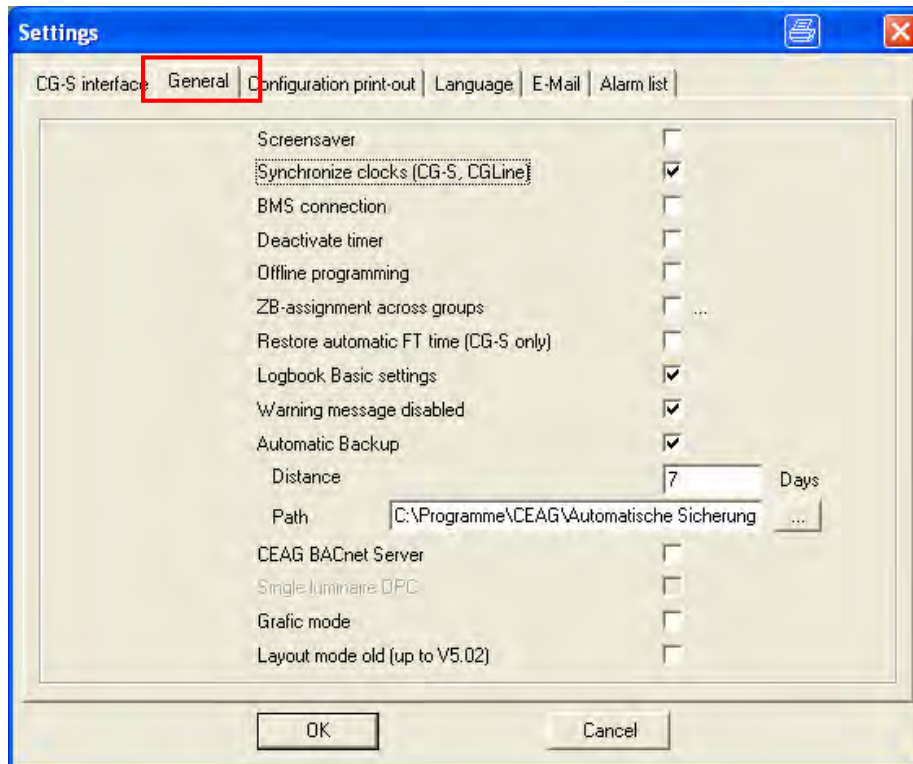 Settings
CG-S interface General Configuration print-out Language E-Mail Alarm list
Screensaver
Synchronize clocks (CG-S, CGLine)
BMS connection
Deactivate timer
Offline programming
ZB-assignment across groups ...
Restore automatic FT time (CG-S only)
Logbook Basic settings
Warning message disabled
Automatic Backup
Distance 7 Days
Path C:\Programme\CEAG\Automatische Sicherung ...
CEAG BACnet Server
Single luminaire OPC
Grafic mode
Layout mode old (up to V5.02)
OK Cancel